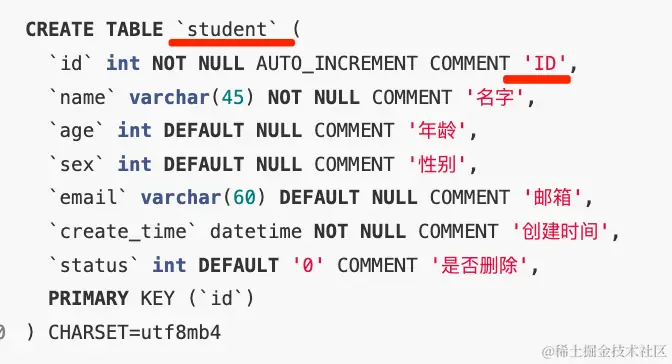 CREATE TABLE `student` (
`id` int NOT NULL AUTO_INCREMENT COMMENT 'ID',
`name` varchar(45) NOT NULL COMMENT '名字',
`age` int DEFAULT NULL COMMENT '年龄',
`sex` int DEFAULT NULL COMMENT '性别',
`email` varchar(60) DEFAULT NULL COMMENT '邮箱',
`create_time` datetime NOT NULL COMMENT '创建时间',
`status` int DEFAULT '0' COMMENT '是否删除',
PRIMARY KEY (`id`)
) CHARSET=utf8mb4
@稀土掘金技术社区